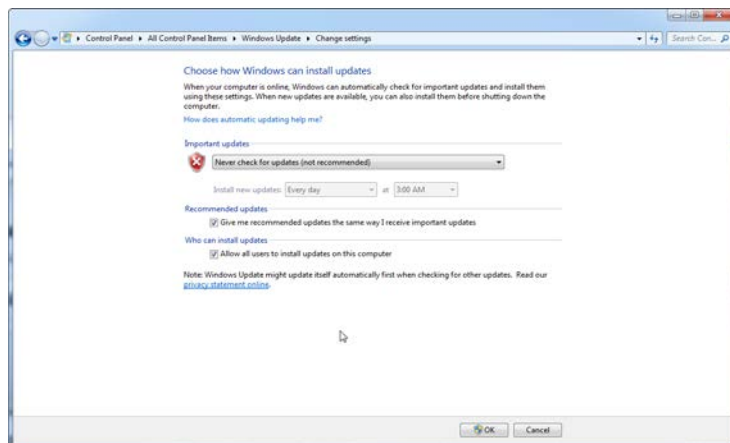 Control Panel ▸ All Control Panel Items ▸ Windows Update ▸ Change settings
Search Con...
Choose how Windows can install updates
When your computer is online, Windows can automatically check for important updates and install them
using these settings. When new updates are available, you can also install them before shutting down the
computer.
How does automatic updating help me?
Important updates
Never check for updates (not recommended)
Install new updates: Every day at 3:00 AM
Recommended updates
Give me recommended updates the same way I receive important updates
Who can install updates
Allow all users to install updates on this computer
Note: Windows Update might update itself automatically first when checking for other updates. Read our
privacy statement online.
OK Cancel